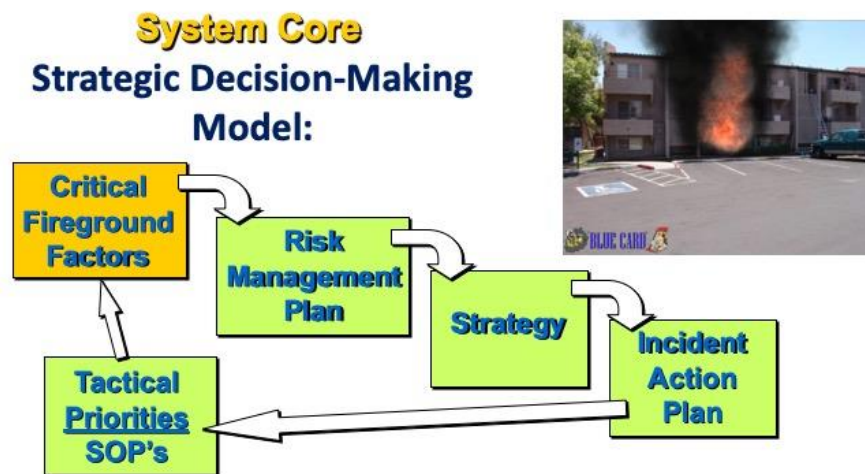 System Core
Strategic Decision-Making
Model:
Critical
Fireground
Factors
Risk
Management
Plan
Strategy
Incident
Action
Plan
Tactical
Priorities
SOP's
BLUE CARD